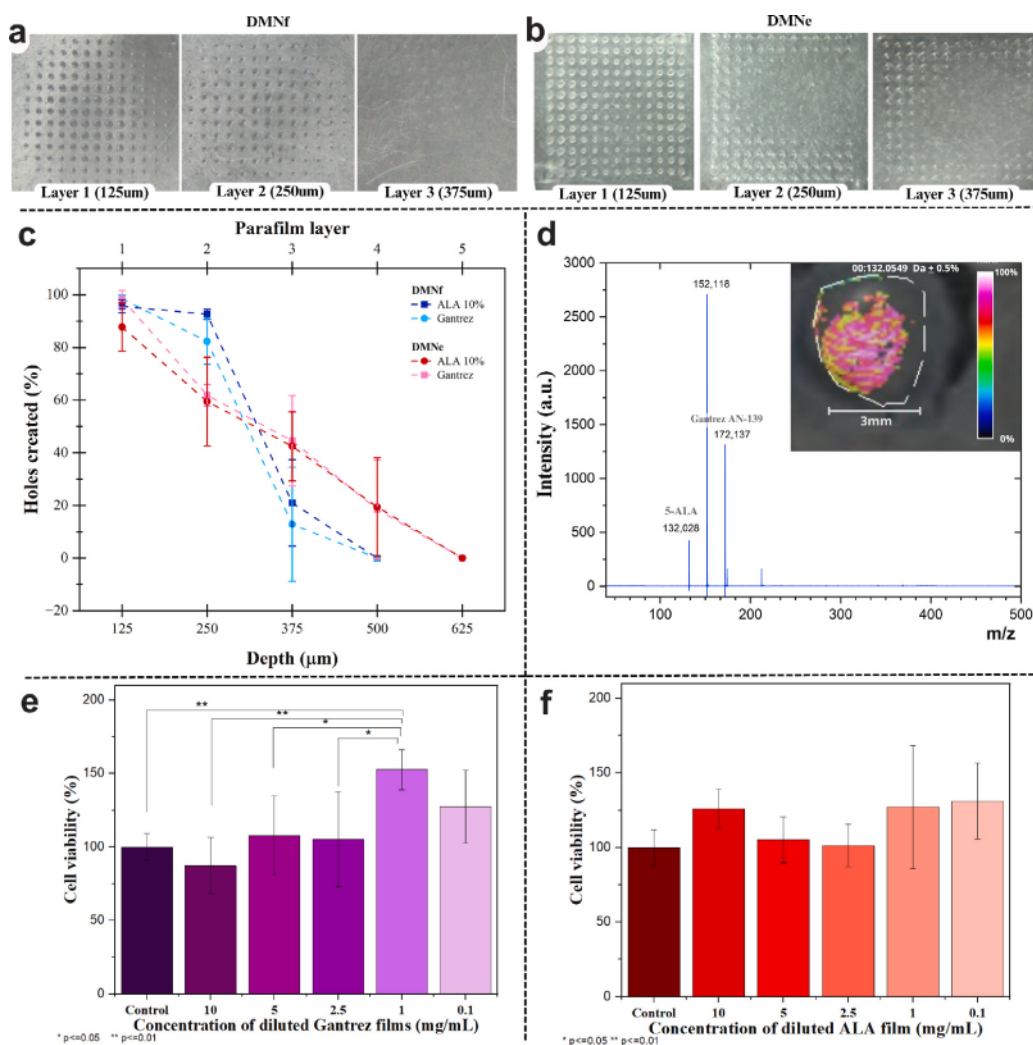 a
DMNf
Layer 1 (125um)
Layer 2 (250um)
Layer 3 (375um)
b
DMNe
Layer 1 (125um)
Layer 2 (250um)
Layer 3 (375um)
c
Parafilm layer
1 2 3 4 5
Holes created (%)
100
80
60
40
20
0
−20
DMNf
ALA 10%
Gantrez
DMNe
ALA 10%
Gantrez
125 250 375 500 625
Depth (μm)
d
Intensity (a.u.)
3000
2500
2000
1500
1000
500
0
152,118
Gantrez AN-139
172,137
5-ALA
132,028
00:132.0549 Da ± 0.5%
100%
0%
3mm
100 200 300 400 500
m/z
e
Cell viability (%)
200
150
100
50
0
**
**
*
*
Control 10 5 2.5 1 0.1
Concentration of diluted Gantrez films (mg/mL)
* p<=0.05 ** p<=0.01
f
Cell viability (%)
200
150
100
50
0
Control 10 5 2.5 1 0.1
Concentration of diluted ALA film (mg/mL)
* p<=0.05 ** p<=0.01